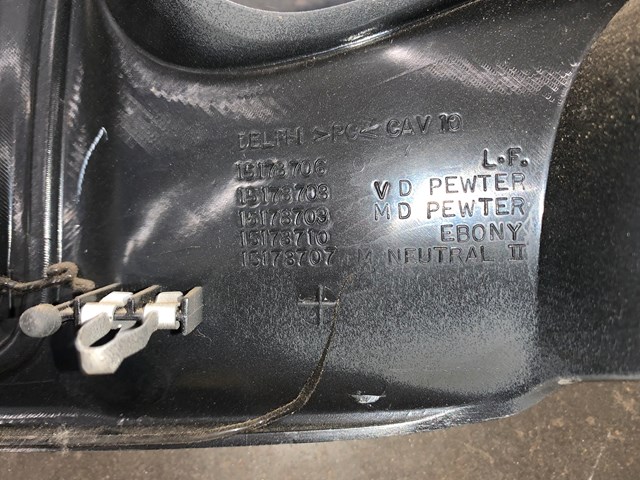 DELPHI >PC< CAV 10
L.F.
15173706 V D PEWTER
15173708 M D PEWTER
15173709 EBONY
15173710 M NEUTRAL II
15173707